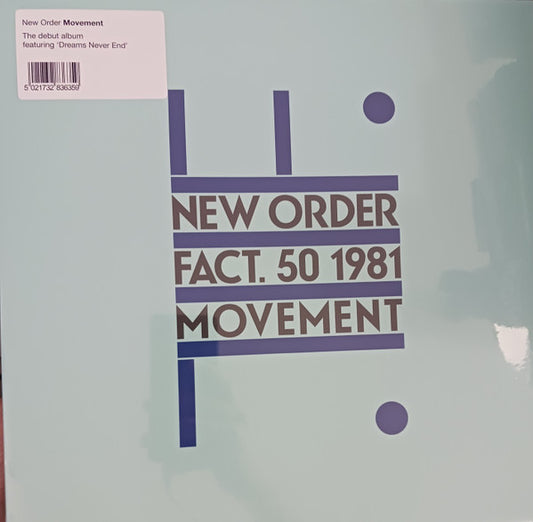 New Order Movement
The debut album
featuring 'Dreams Never End'
5 021732 836359
NEW ORDER
FACT. 50 1981
MOVEMENT